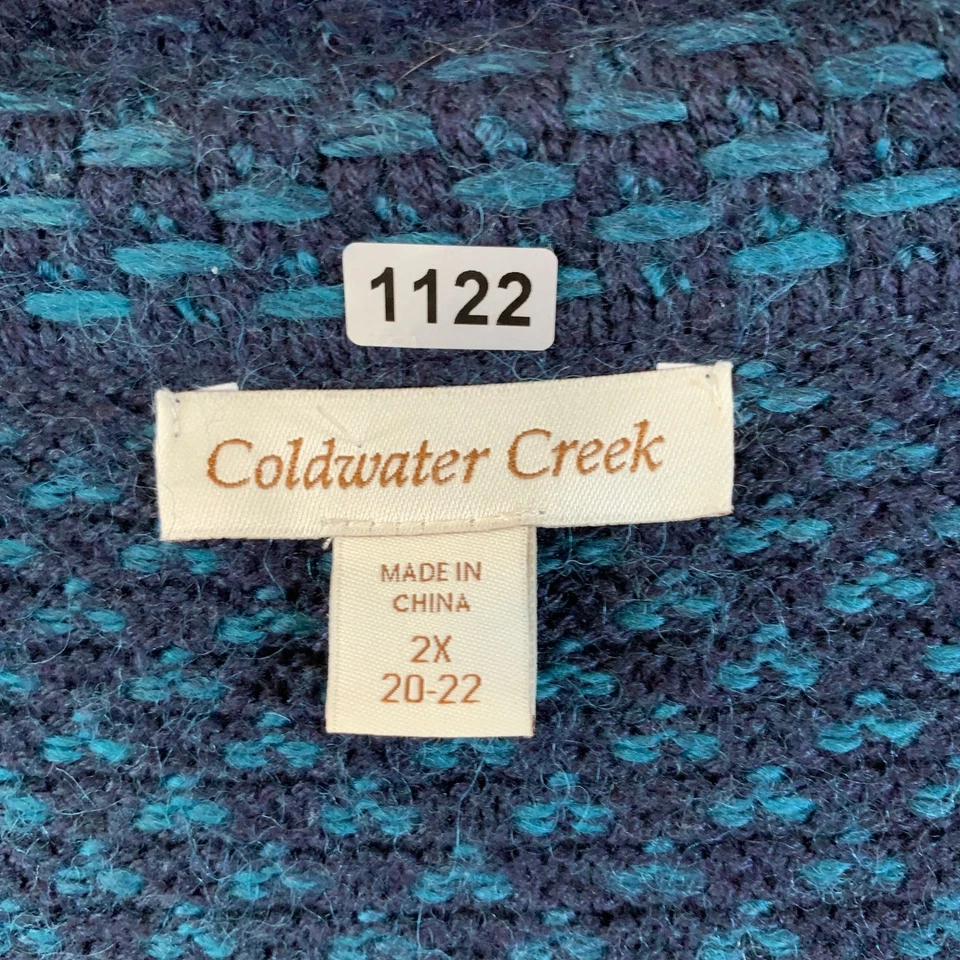 1122
Coldwater Creek
MADE IN
CHINA
2X
20-22